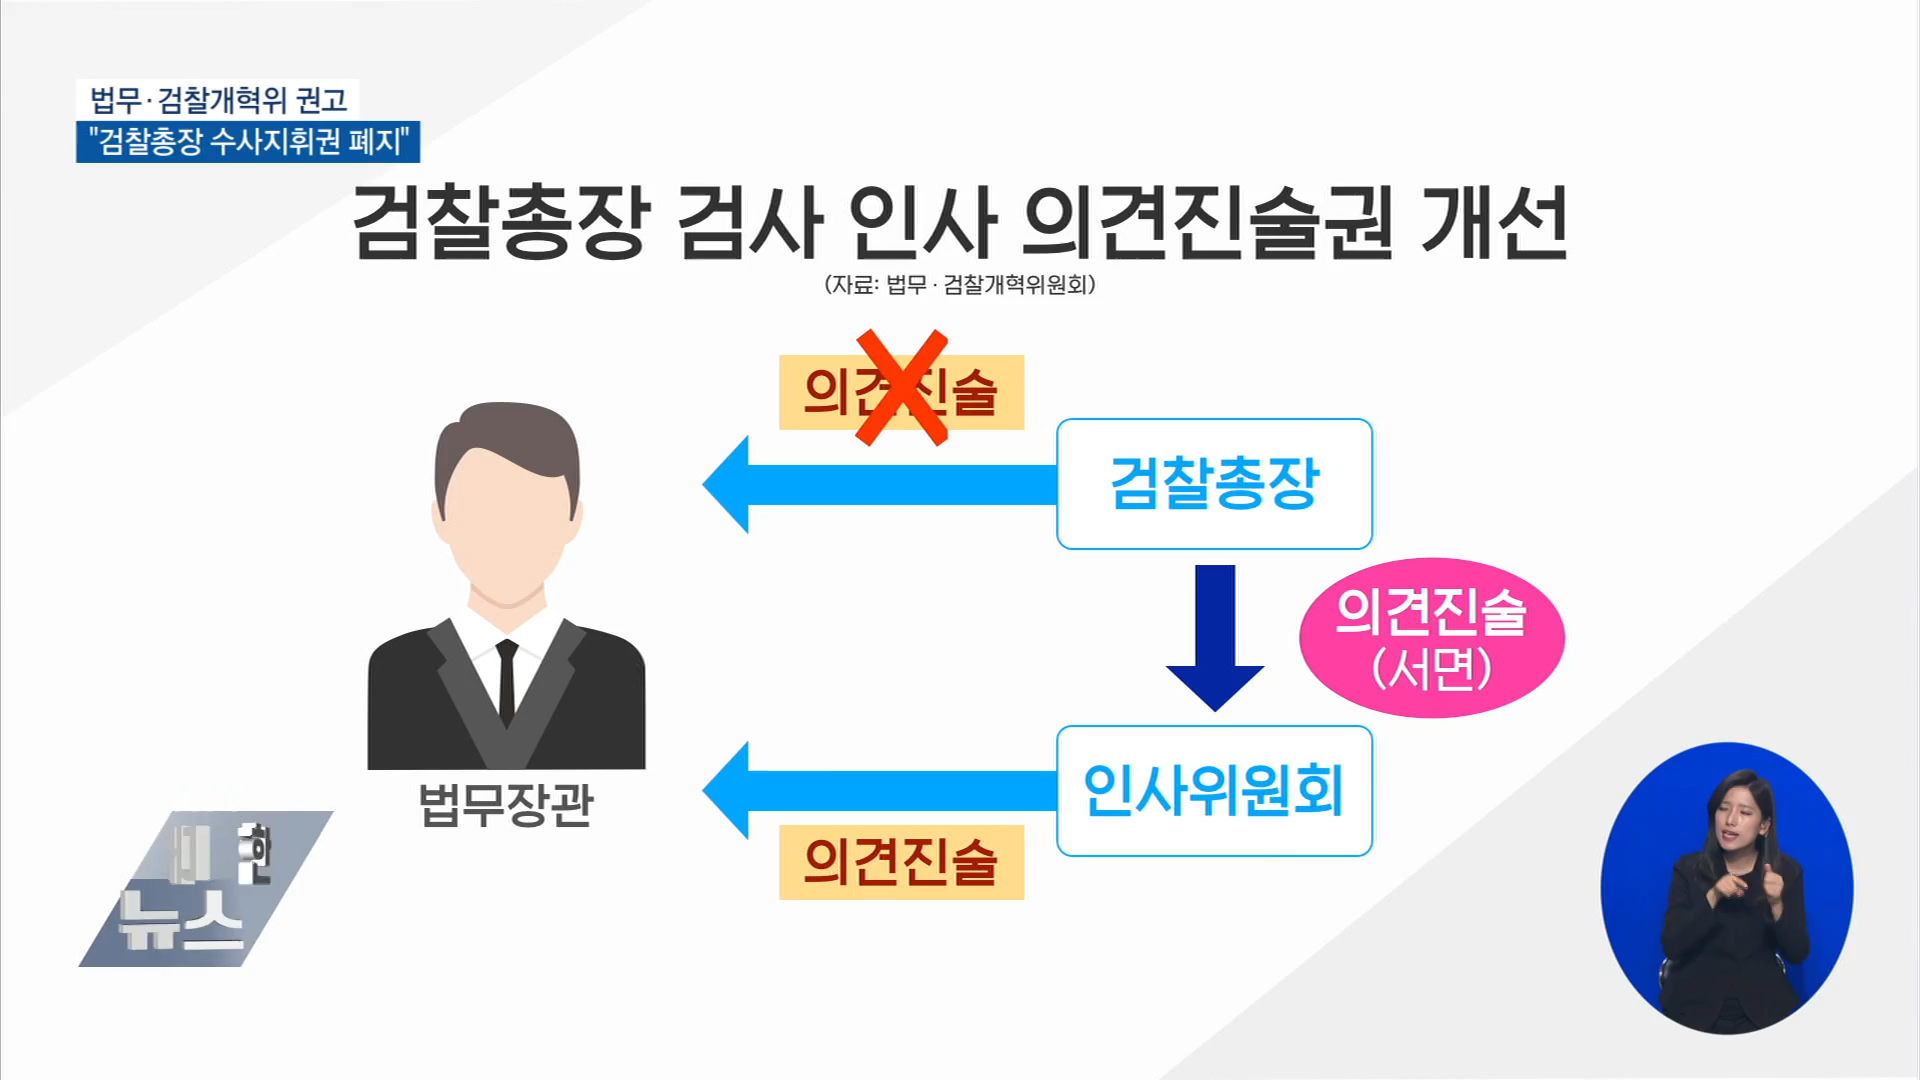 법무·검찰개혁위 권고
"검찰총장 수사지휘권 폐지"
검찰총장 검사 인사 의견진술권 개선
(자료: 법무·검찰개혁위원회)
의견진술
검찰총장
의견진술
(서면)
인사위원회
의견진술
법무장관
뉴스